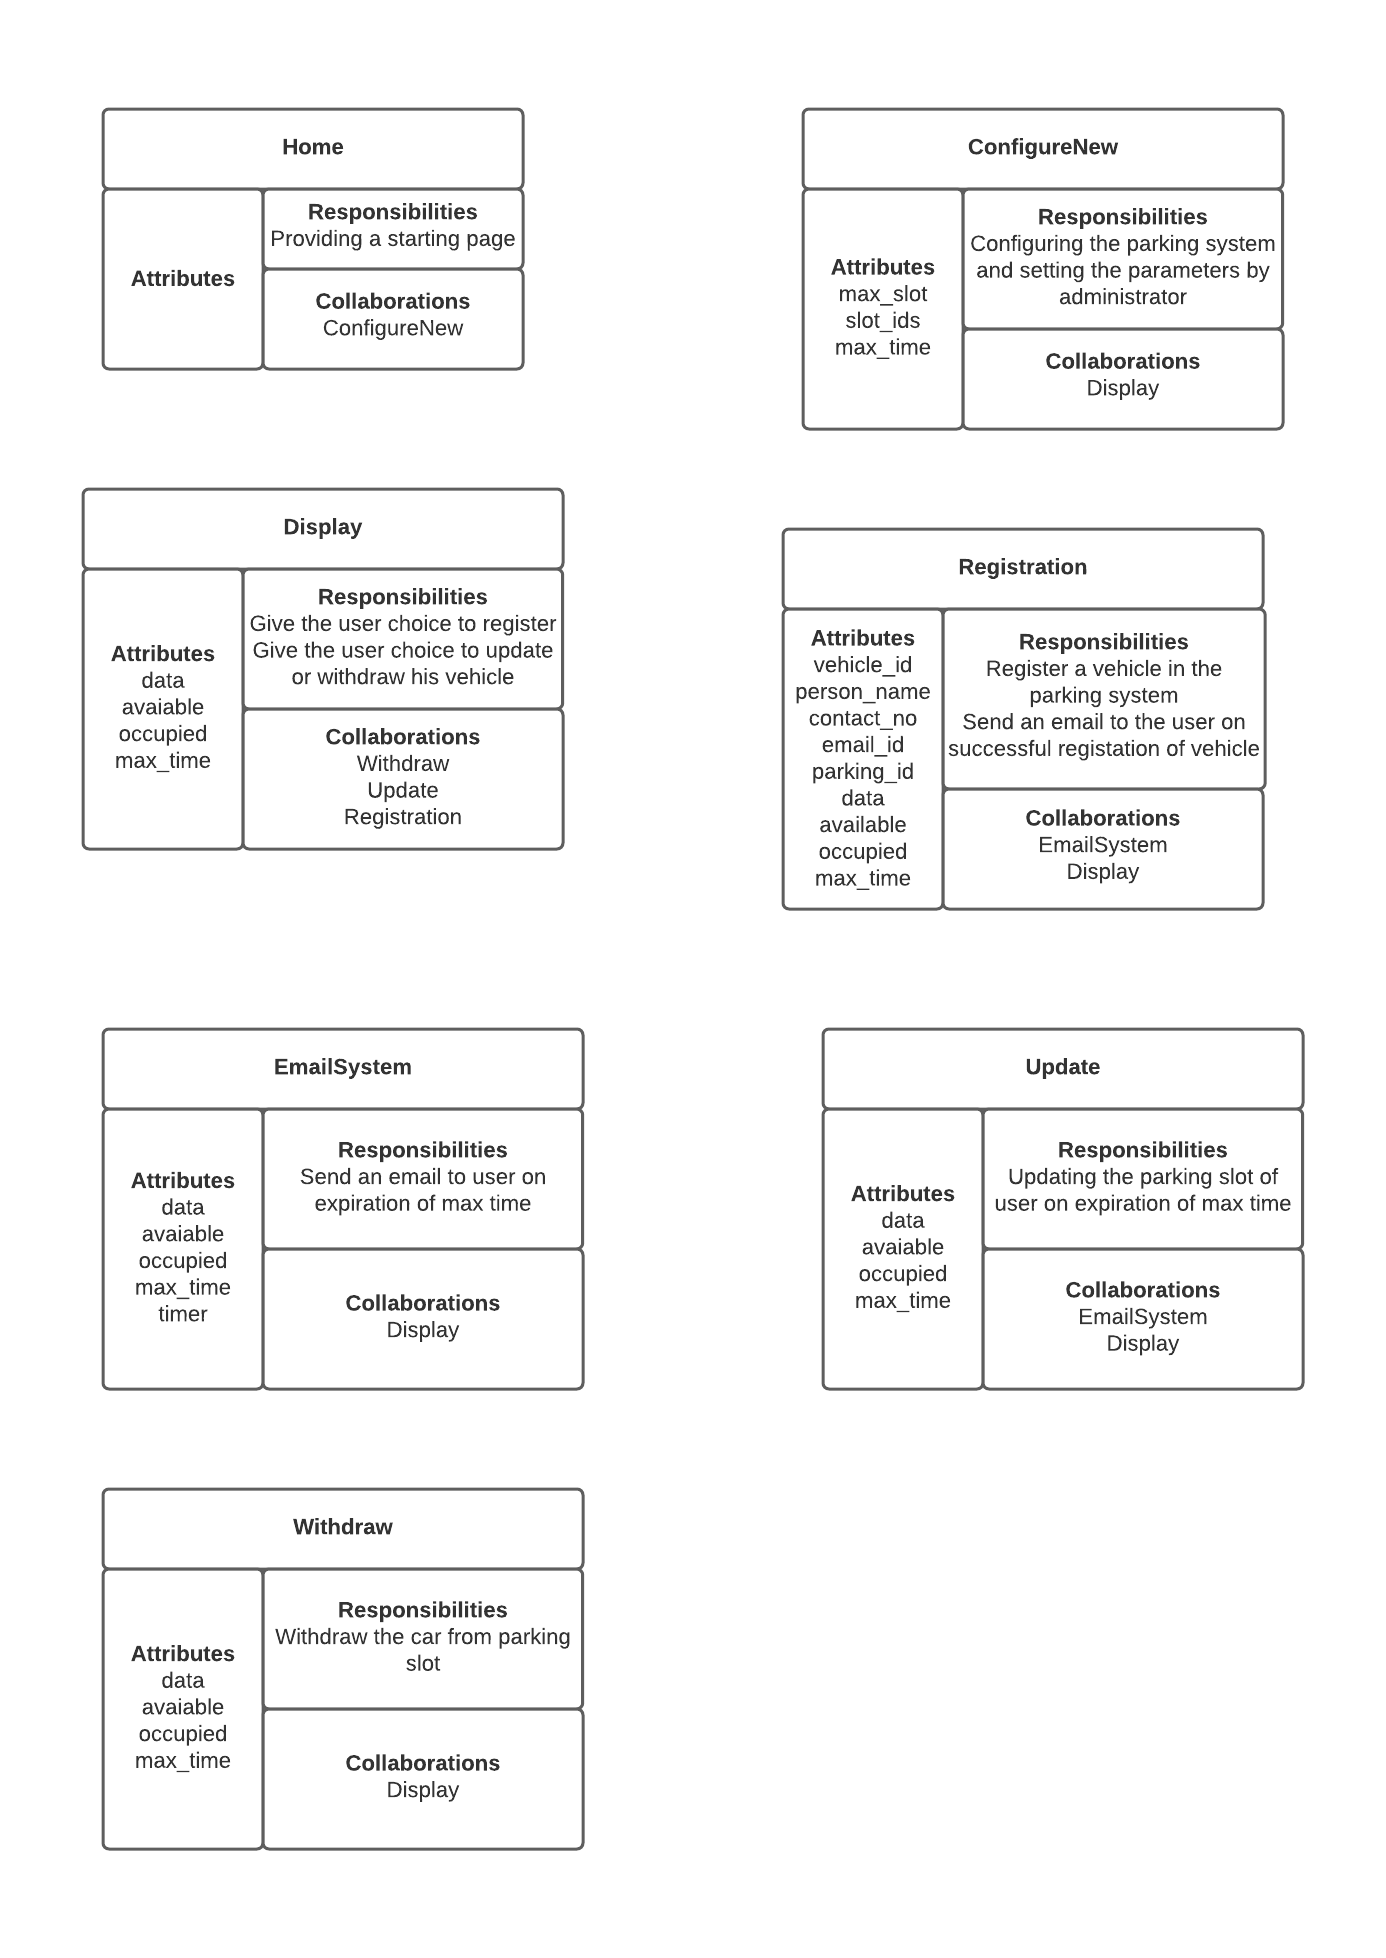 Home
Attributes
Responsibilities
Providing a starting page
Collaborations
ConfigureNew
ConfigureNew
Attributes
max_slot
slot_ids
max_time
Responsibilities
Configuring the parking system
and setting the parameters by
administrator
Collaborations
Display
Display
Attributes
data
avaiable
occupied
max_time
Responsibilities
Give the user choice to register
Give the user choice to update
or withdraw his vehicle
Collaborations
Withdraw
Update
Registration
Registration
Attributes
vehicle_id
person_name
contact_no
email_id
parking_id
data
available
occupied
max_time
Responsibilities
Register a vehicle in the
parking system
Send an email to the user on
successful registation of vehicle
Collaborations
EmailSystem
Display
EmailSystem
Attributes
data
avaiable
occupied
max_time
timer
Responsibilities
Send an email to user on
expiration of max time
Collaborations
Display
Update
Attributes
data
avaiable
occupied
max_time
Responsibilities
Updating the parking slot of
user on expiration of max time
Collaborations
EmailSystem
Display
Withdraw
Attributes
data
avaiable
occupied
max_time
Responsibilities
Withdraw the car from parking
slot
Collaborations
Display